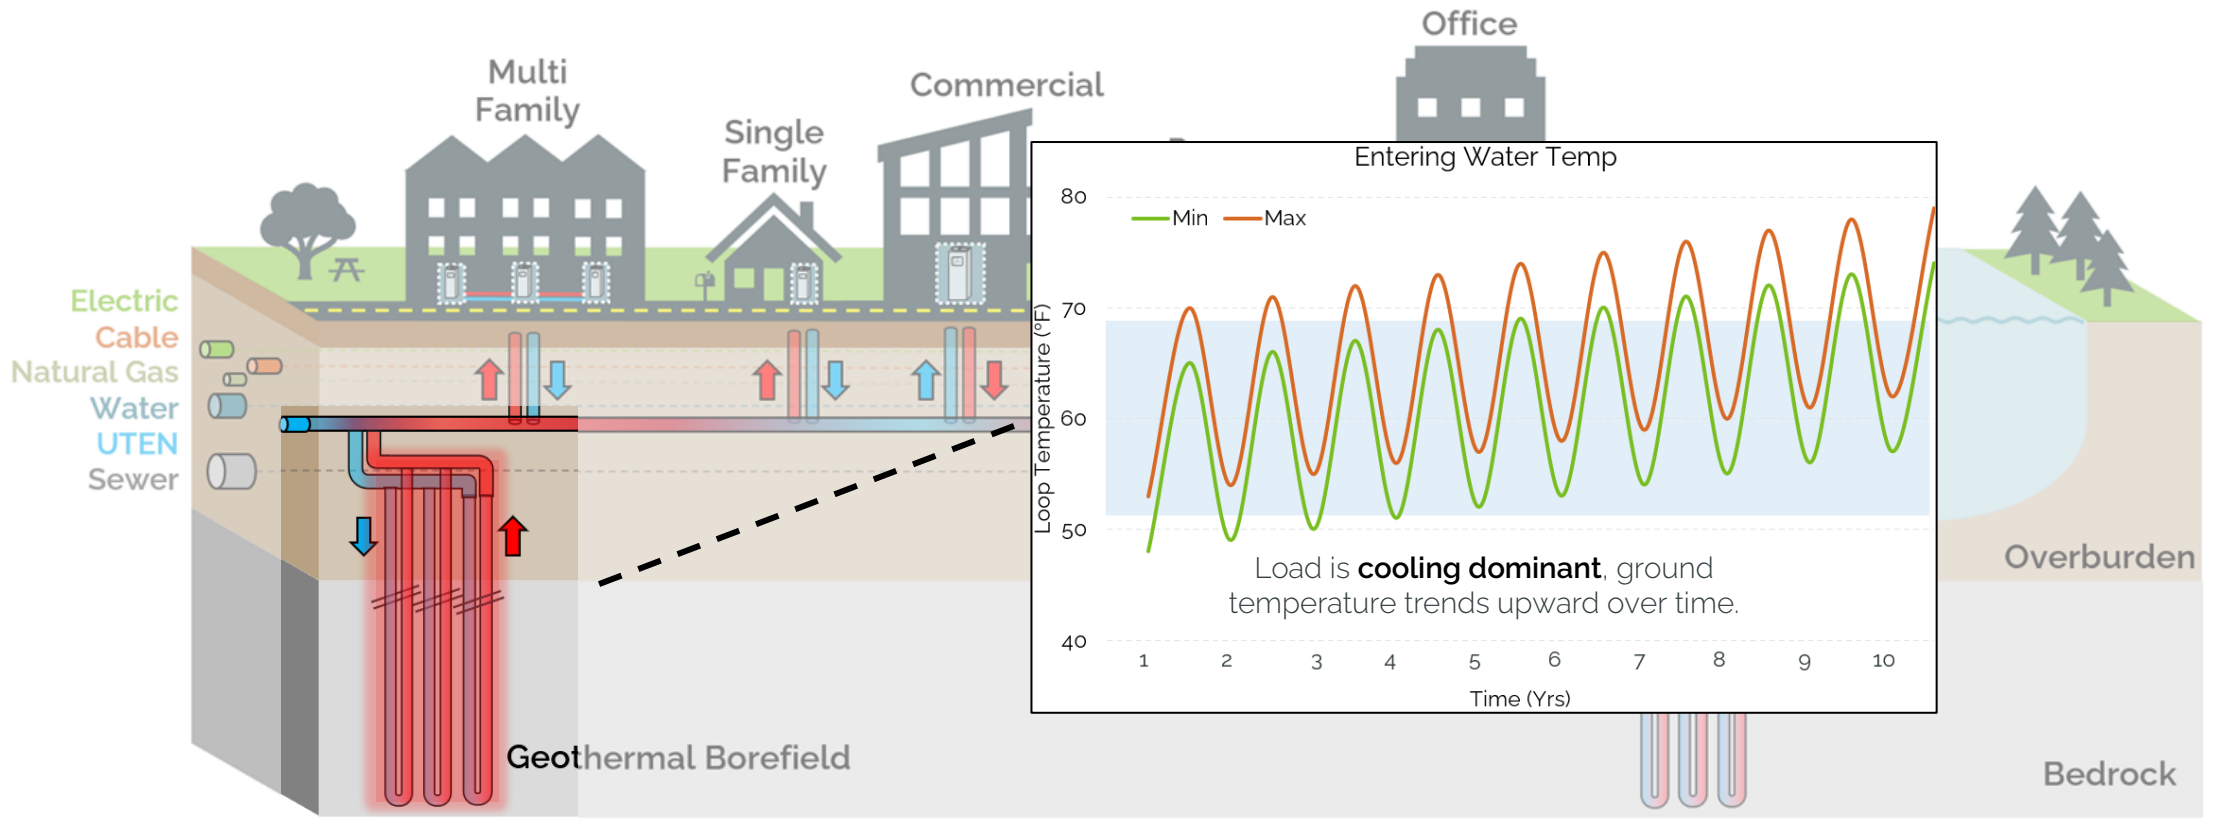 Office
Multi
Family
Commercial
Single
Family
Electric
Cable
Natural Gas
Water
UTEN
Sewer
Geothermal Borefield
Entering Water Temp
Min
Max
80
70
60
50
40
Loop Temperature (°F)
Load is cooling dominant, ground
temperature trends upward over time.
1 2 3 4 5 6 7 8 9 10
Time (Yrs)
Overburden
Bedrock